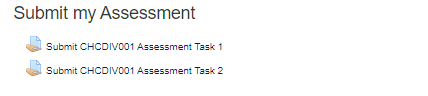 Submit my Assessment
Submit CHCDIV001 Assessment Task 1
Submit CHCDIV001 Assessment Task 2